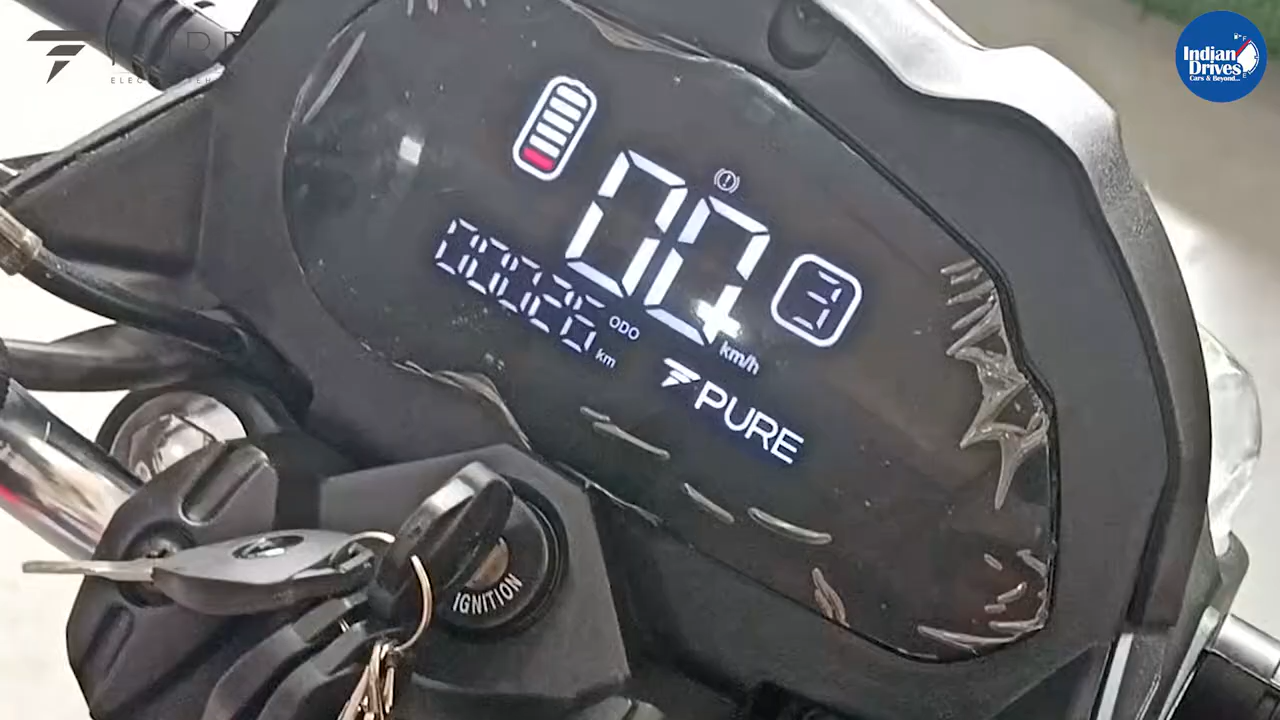 Indian
Drives
Cars & Beyond...
00
3
km/h
00026
ODO
km
PURE
IGNITION